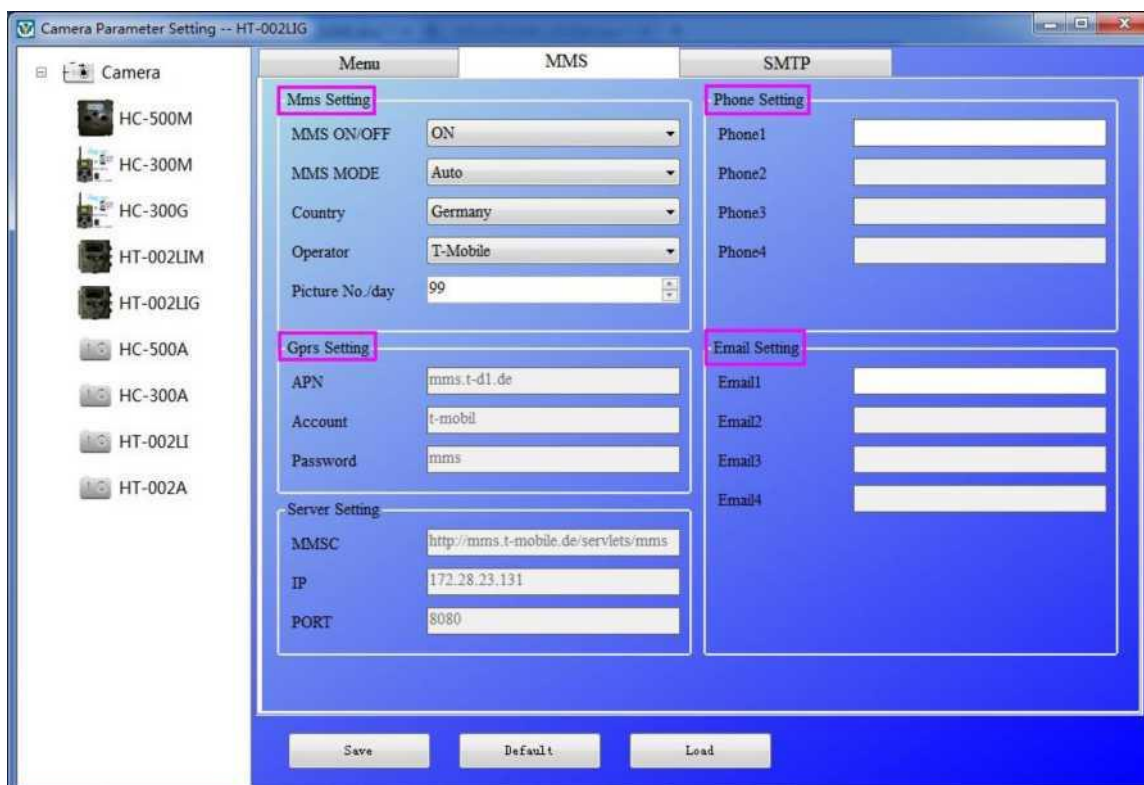 Camera Parameter Setting -- HT-002LIG
Camera
HC-500M
HC-300M
HC-300G
HT-002LIM
HT-002LIG
HC-500A
HC-300A
HT-002LI
HT-002A
Menu
MMS
SMTP
Mms Setting
MMS ON/OFF ON
MMS MODE Auto
Country Germany
Operator T-Mobile
Picture No./day 99
Gprs Setting
APN mms.t-d1.de
Account t-mobil
Password mms
Server Setting
MMSC http://mms.t-mobile.de/servlets/mms
IP 172.28.23.131
PORT 8080
Phone Setting
Phone1
Phone2
Phone3
Phone4
Email Setting
Email1
Email2
Email3
Email4
Save
Default
Load